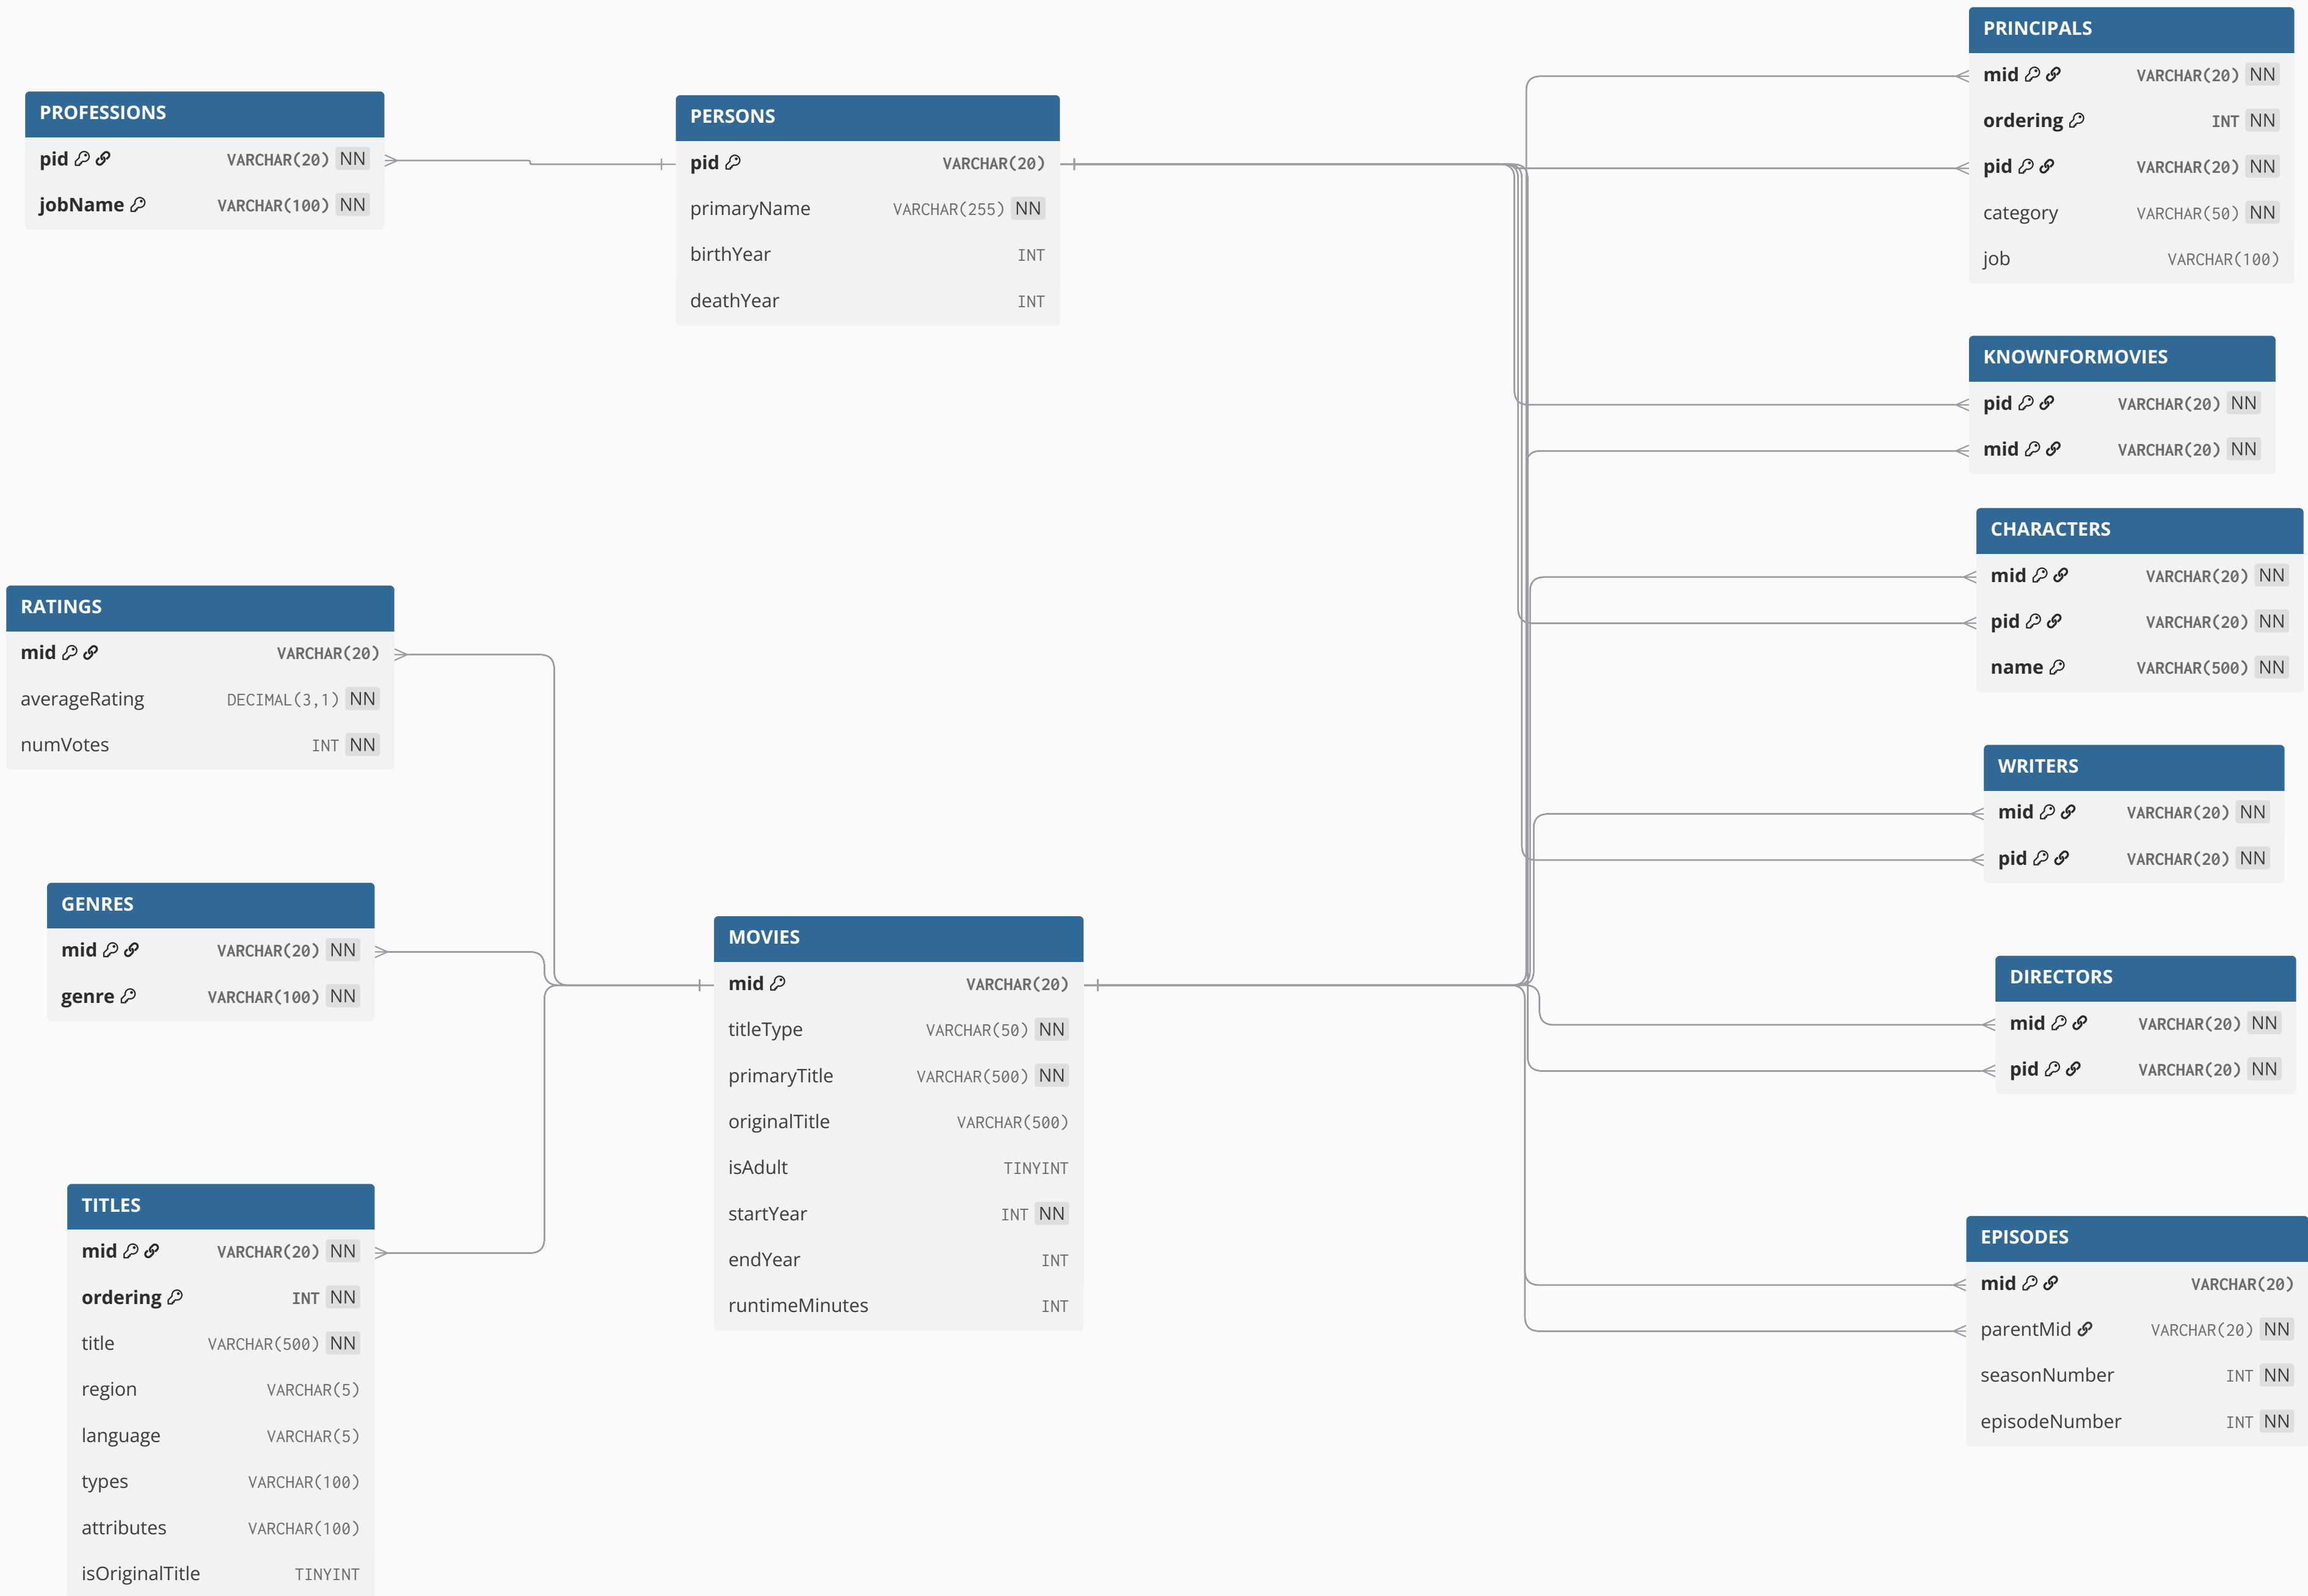 PROFESSIONS
pid VARCHAR(20) NN
jobName VARCHAR(100) NN
PERSONS
pid VARCHAR(20)
primaryName VARCHAR(255) NN
birthYear INT
deathYear INT
PRINCIPALS
mid VARCHAR(20) NN
ordering INT NN
pid VARCHAR(20) NN
category VARCHAR(50) NN
job VARCHAR(100)
KNOWNFORMOVIES
pid VARCHAR(20) NN
mid VARCHAR(20) NN
CHARACTERS
mid VARCHAR(20) NN
pid VARCHAR(20) NN
name VARCHAR(500) NN
RATINGS
mid VARCHAR(20)
averageRating DECIMAL(3,1) NN
numVotes INT NN
WRITERS
mid VARCHAR(20) NN
pid VARCHAR(20) NN
GENRES
mid VARCHAR(20) NN
genre VARCHAR(100) NN
MOVIES
mid VARCHAR(20)
titleType VARCHAR(50) NN
primaryTitle VARCHAR(500) NN
originalTitle VARCHAR(500)
isAdult TINYINT
startYear INT NN
endYear INT
runtimeMinutes INT
DIRECTORS
mid VARCHAR(20) NN
pid VARCHAR(20) NN
TITLES
mid VARCHAR(20) NN
ordering INT NN
title VARCHAR(500) NN
region VARCHAR(5)
language VARCHAR(5)
types VARCHAR(100)
attributes VARCHAR(100)
isOriginalTitle TINYINT
EPISODES
mid VARCHAR(20)
parentMid VARCHAR(20) NN
seasonNumber INT NN
episodeNumber INT NN